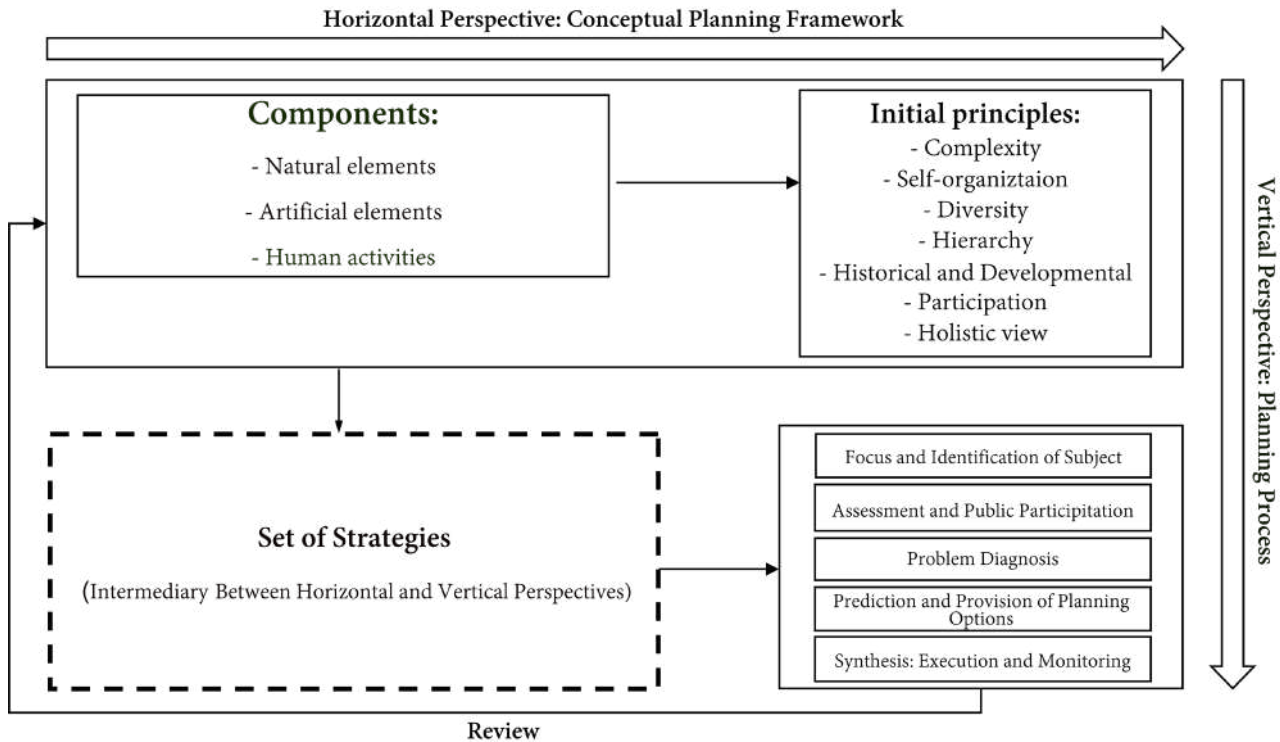 Horizontal Perspective: Conceptual Planning Framework
Components:
- Natural elements
- Artificial elements
- Human activities
Initial principles:
- Complexity
- Self-organiztaion
- Diversity
- Hierarchy
- Historical and Developmental
- Participation
- Holistic view
Vertical Perspective: Planning Process
Set of Strategies
(Intermediary Between Horizontal and Vertical Perspectives)
Focus and Identification of Subject
Assessment and Public Participitation
Problem Diagnosis
Prediction and Provision of Planning
Options
Synthesis: Execution and Monitoring
Review